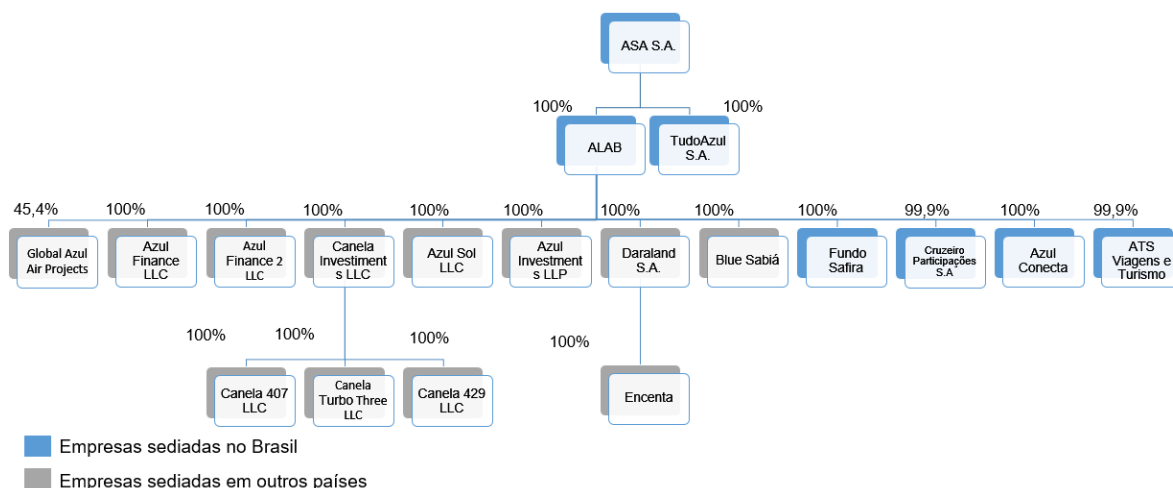 ASA S.A.
100%
100%
ALAB
TudoAzul
S.A.
45,4%
100%
100%
100%
100%
100%
100%
100%
100%
99,9%
100%
99,9%
Global Azul
Air Projects
Azul
Finance
LLC
Azul
Finance 2
LLC
Canela
Investiment
s LLC
Azul Sol
LLC
Azul
Investment
s LLP
Daraland
S.A.
Blue Sabiá
Fundo
Safira
Cruzeiro
Participações
S.A
Azul
Conecta
ATS
Viagens e
Turismo
100%
100%
100%
100%
Canela 407
LLC
Canela
Turbo Three
LLC
Canela 429
LLC
Encenta
Empresas sediadas no Brasil
Empresas sediadas em outros países